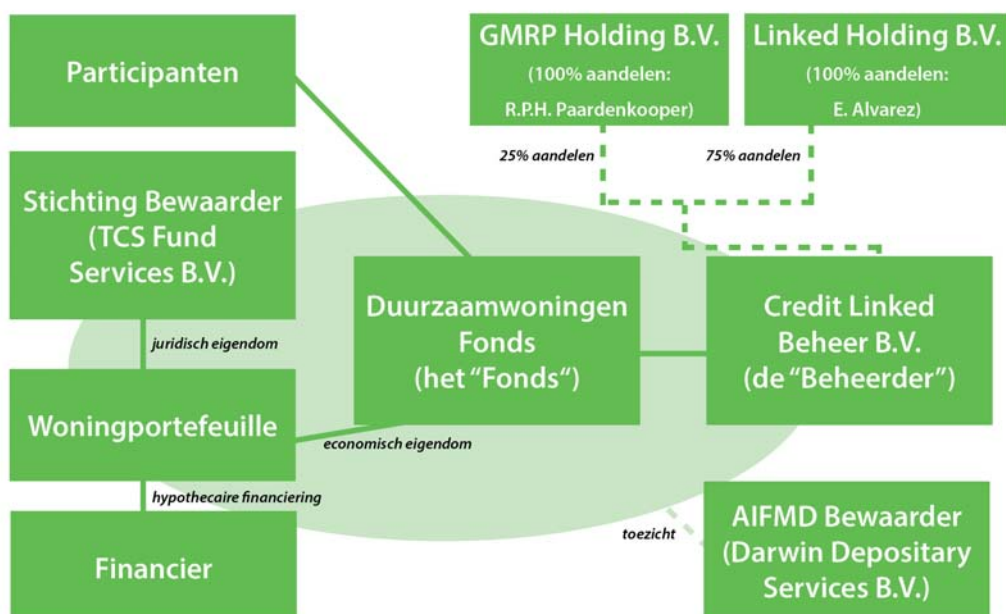 Participanten
GMRP Holding B.V.
(100% aandelen:
R.P.H. Paardenkooper)
Linked Holding B.V.
(100% aandelen:
E. Alvarez)
25% aandelen
75% aandelen
Stichting Bewaarder
(TCS Fund
Services B.V.)
juridisch eigendom
Duurzaamwoningen
Fonds
(het “Fonds“)
Credit Linked
Beheer B.V.
(de “Beheerder”)
Woningportefeuille
economisch eigendom
hypothecaire financiering
Financier
toezicht
AIFMD Bewaarder
(Darwin Depositary
Services B.V.)